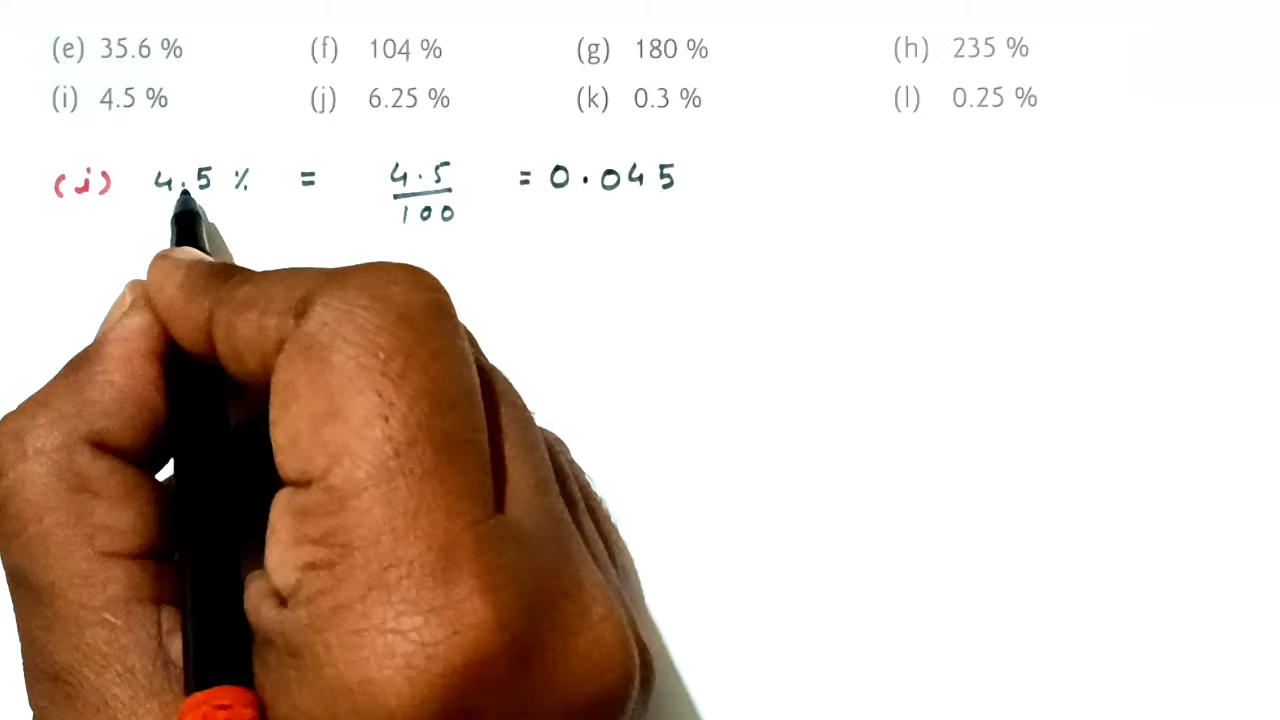 (e) 35.6 % (f) 104 % (g) 180 % (h) 235 %
(i) 4.5 % (j) 6.25 % (k) 0.3 % (l) 0.25 %
(i) 4.5 % = 4.5/100 = 0.045